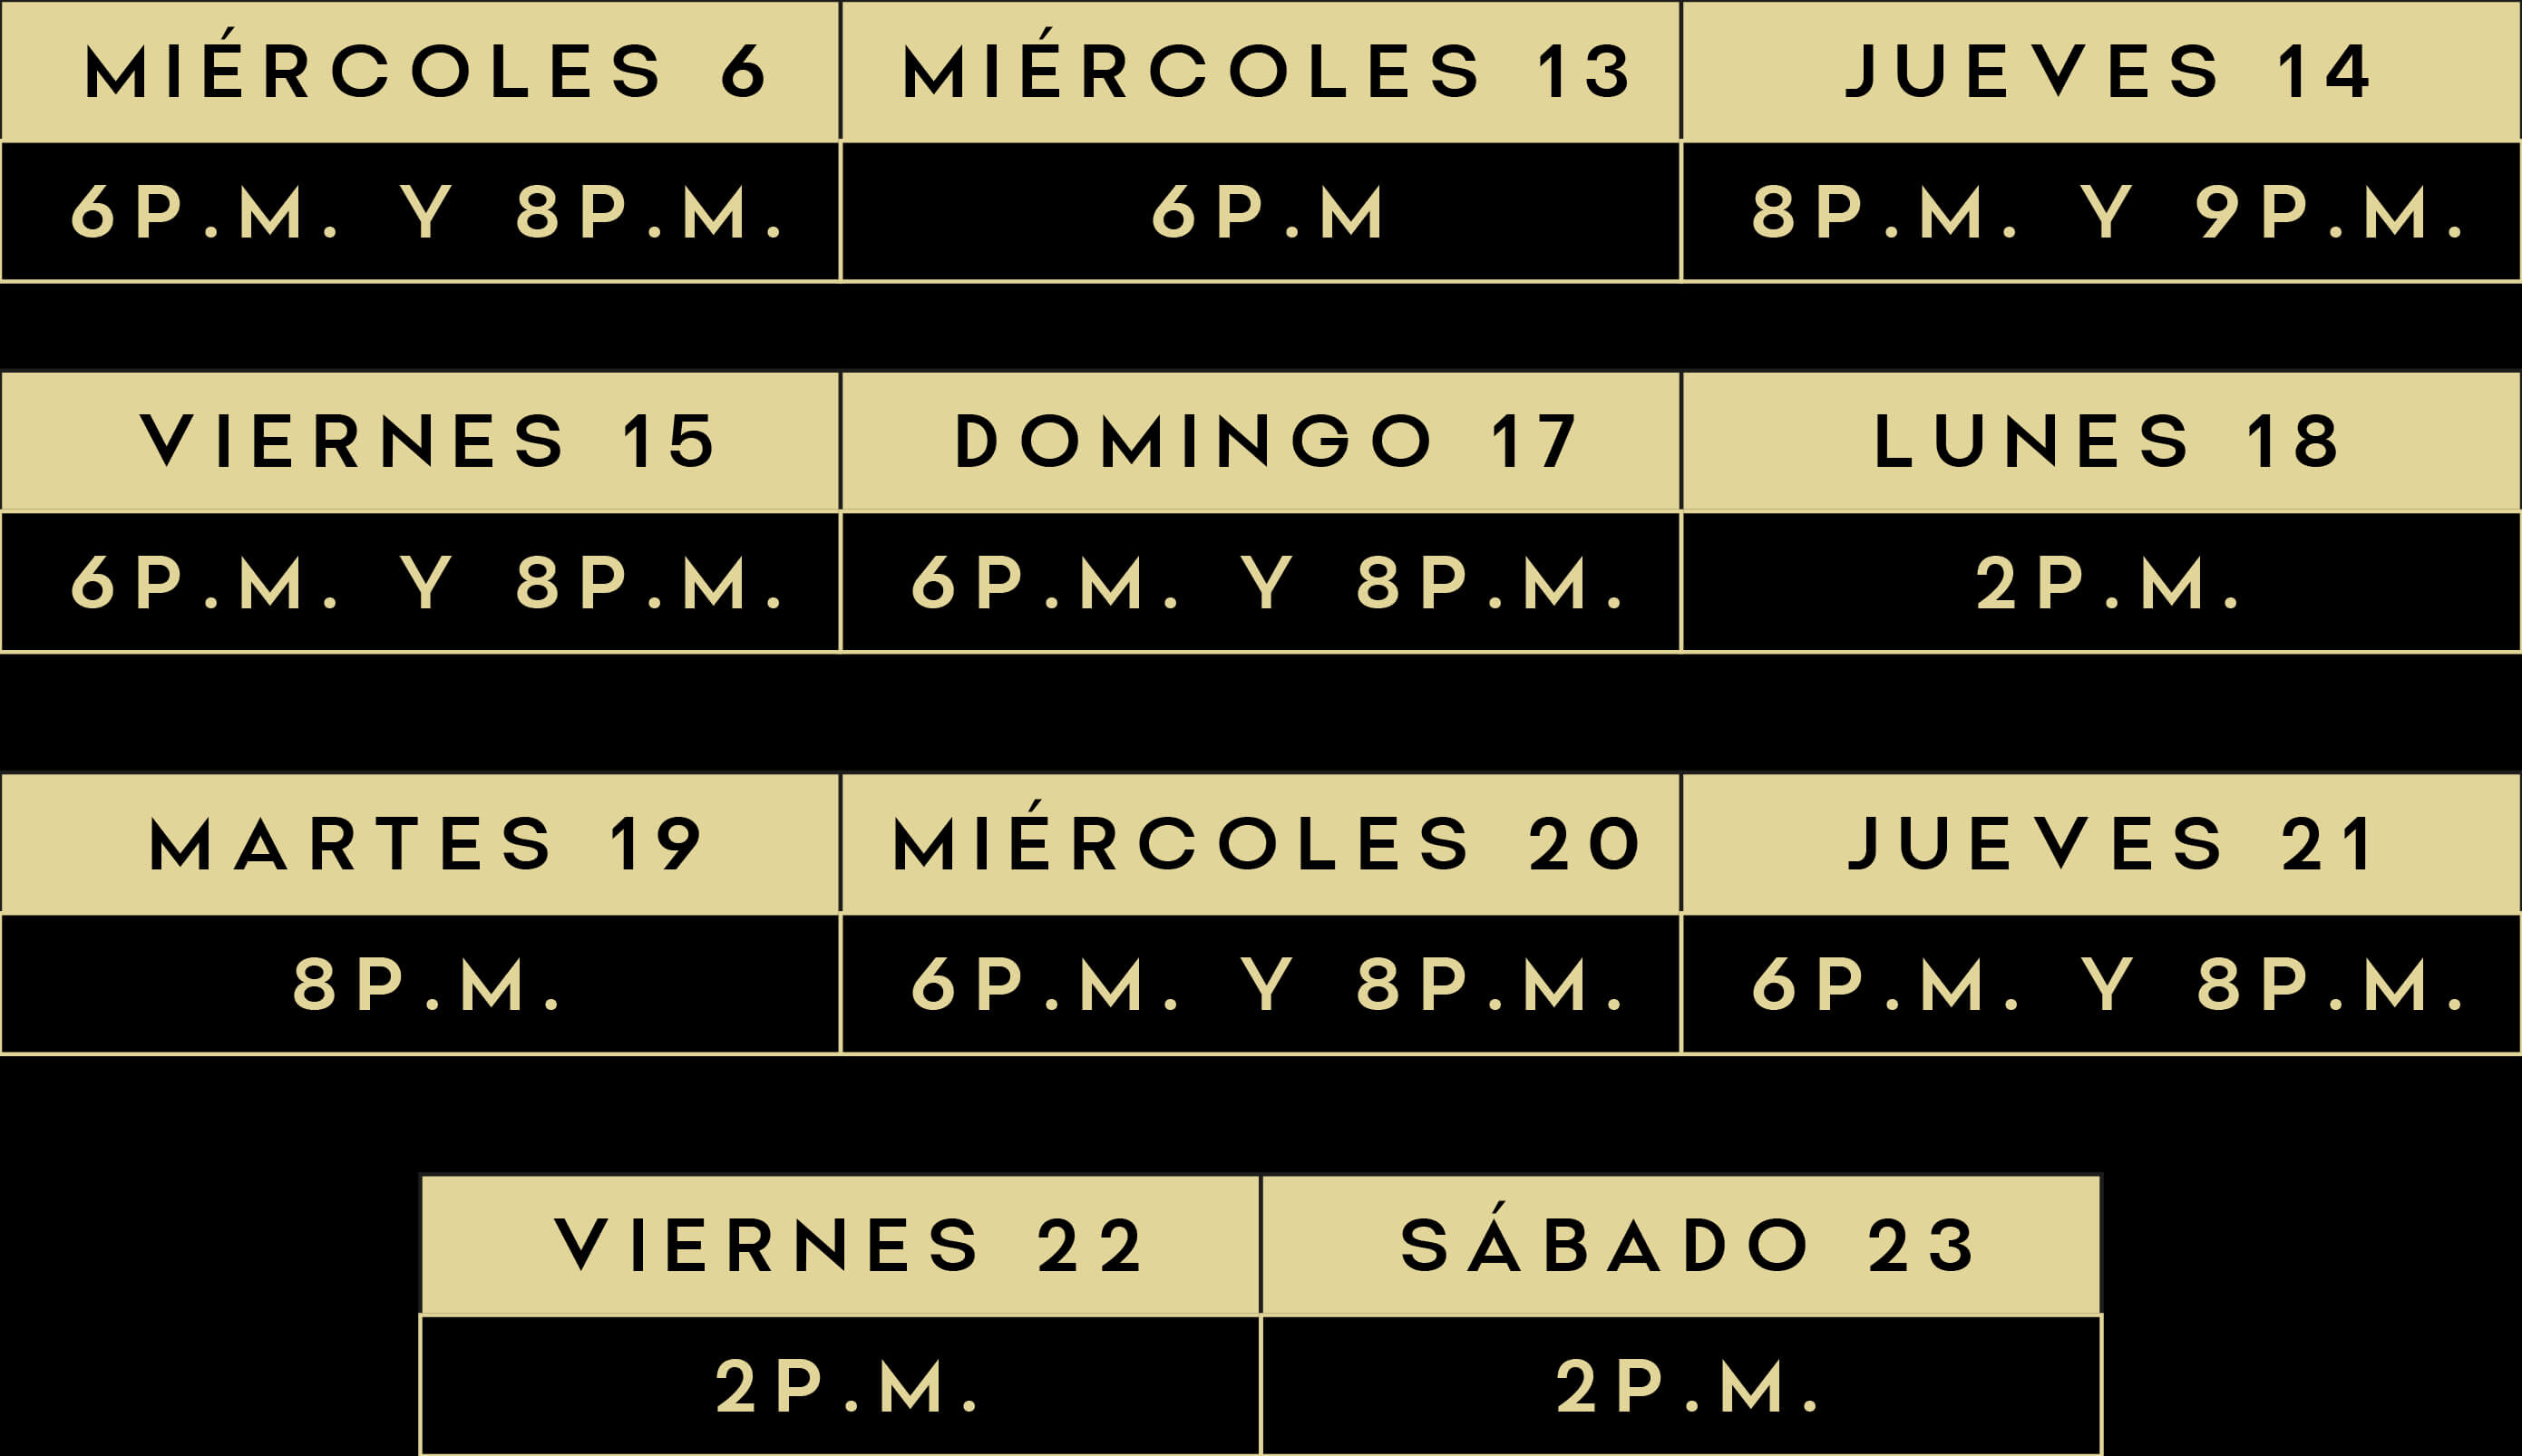 MIÉRCOLES 6 MIÉRCOLES 13 JUEVES 14
6P.M. Y 8P.M. 6P.M 8P.M. Y 9P.M.
VIERNES 15 DOMINGO 17 LUNES 18
6P.M. Y 8P.M. 6P.M. Y 8P.M. 2P.M.
MARTES 19 MIÉRCOLES 20 JUEVES 21
8P.M. 6P.M. Y 8P.M. 6P.M. Y 8P.M.
VIERNES 22 SÁBADO 23
2P.M. 2P.M.